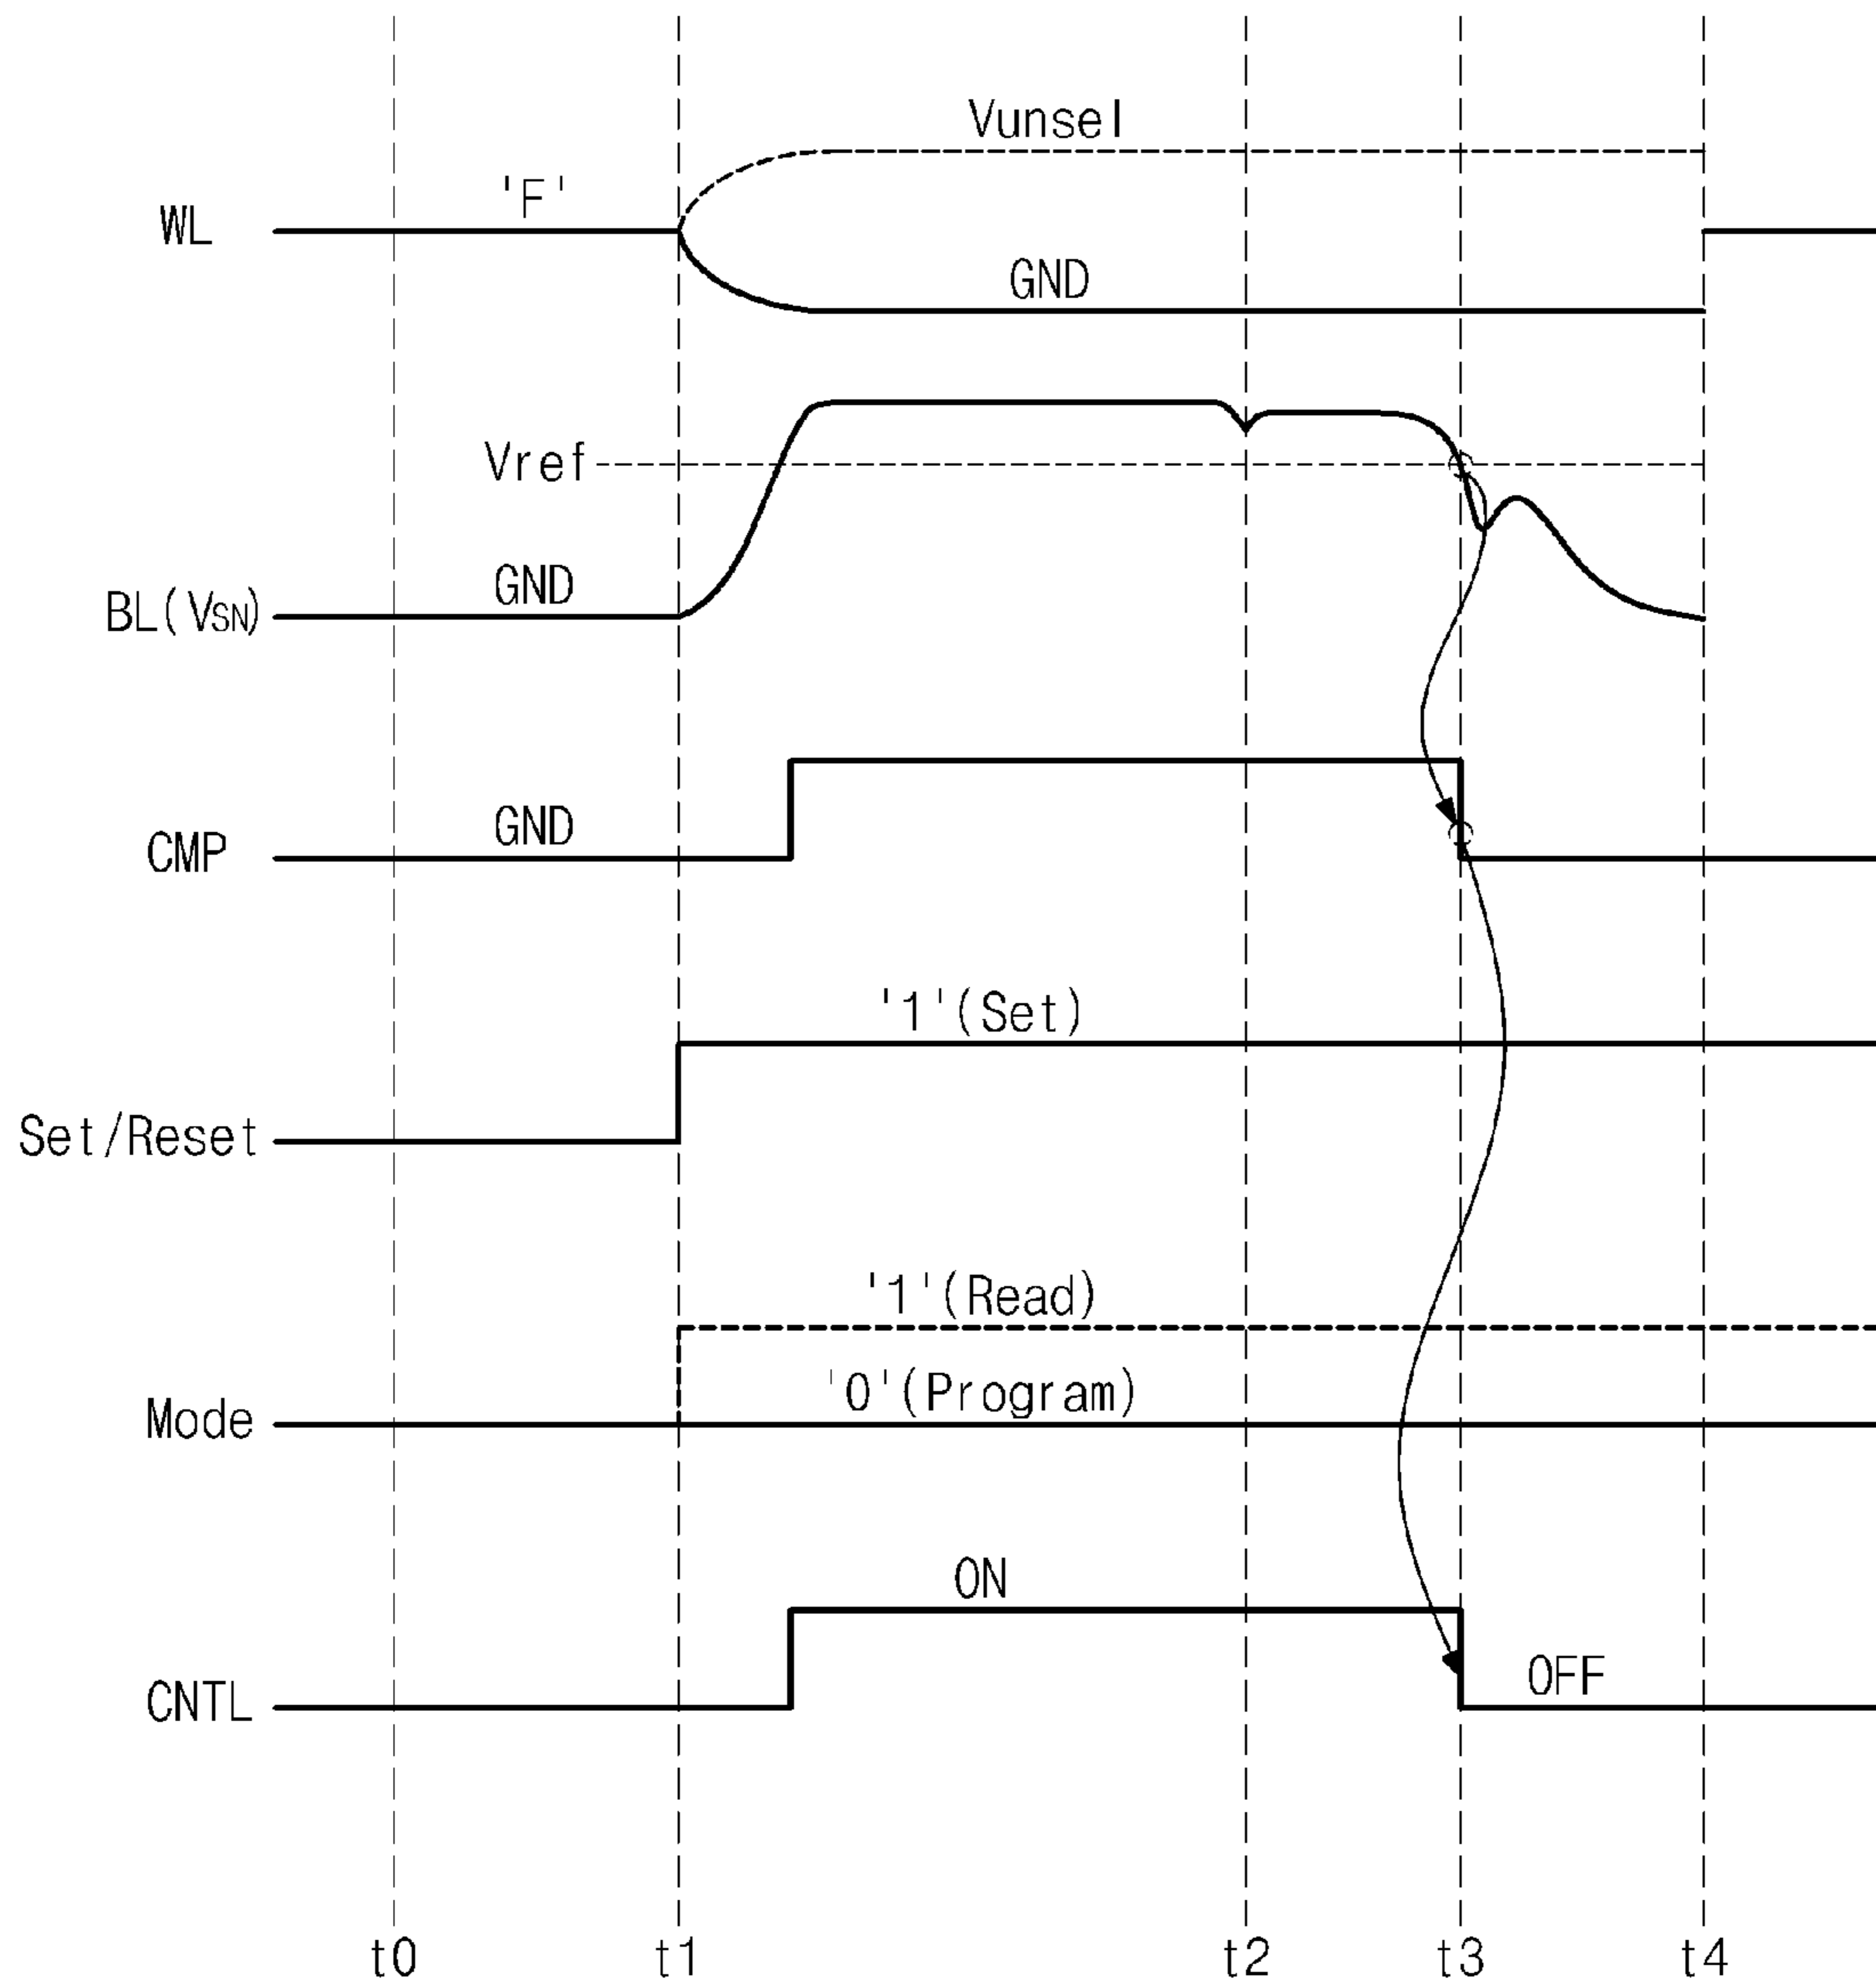 Vunsel
'F'
WL
GND
Vref
GND
BL(VSN)
GND
CMP
'1'(Set)
Set/Reset
'1'(Read)
'0'(Program)
Mode
ON
OFF
CNTL
t0 t1 t2 t3 t4